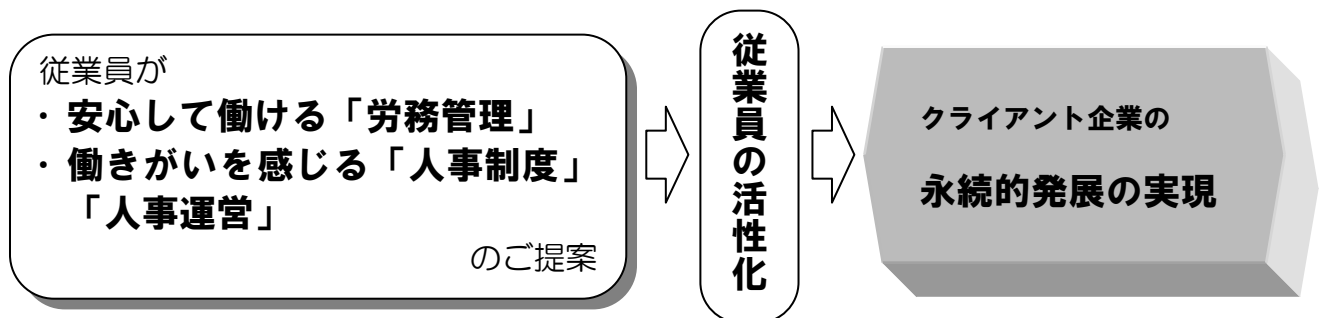 従業員が
・安心して働ける「労務管理」
・働きがいを感じる「人事制度」
「人事運営」
のご提案
従業員の活性化
クライアント企業の
永続的発展の実現